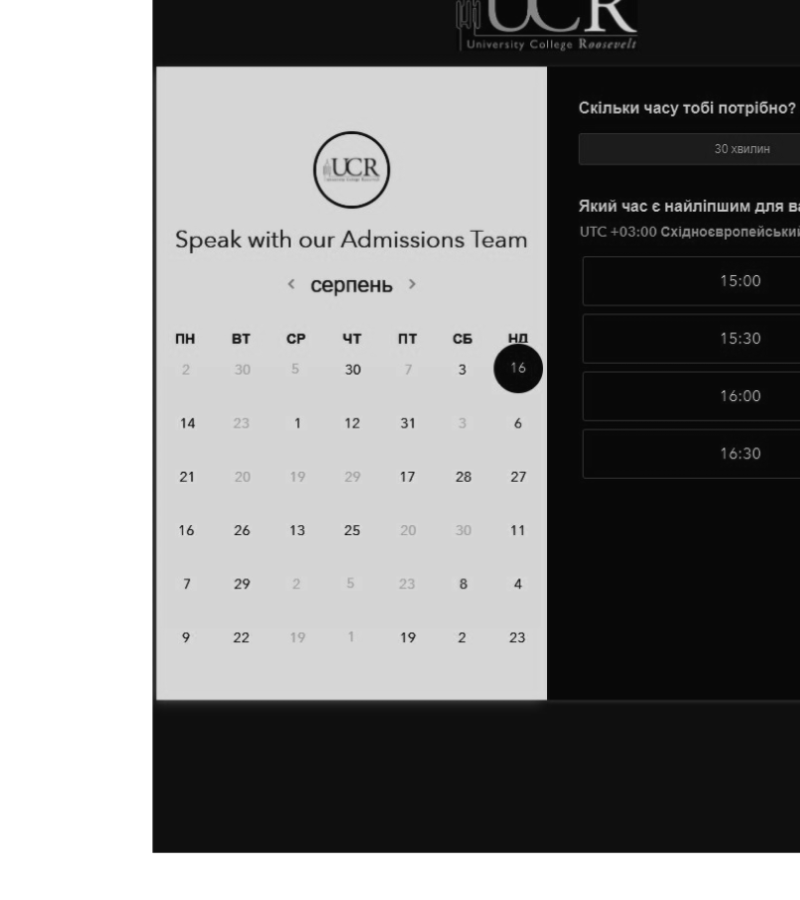 UCR
University College Roosevelt
UCR
Speak with our Admissions Team
< серпень >
ПН ВТ СР ЧТ ПТ СБ НД
2 30 5 30 7 3 16
14 23 1 12 31 3 6
21 20 19 29 17 28 27
16 26 13 25 20 30 11
7 29 2 5 23 8 4
9 22 19 1 19 2 23
Скільки часу тобі потрібно?
30 хвилин
Який час є найліпшим для ва
UTC +03:00 Східноєвропейський
15:00
15:30
16:00
16:30